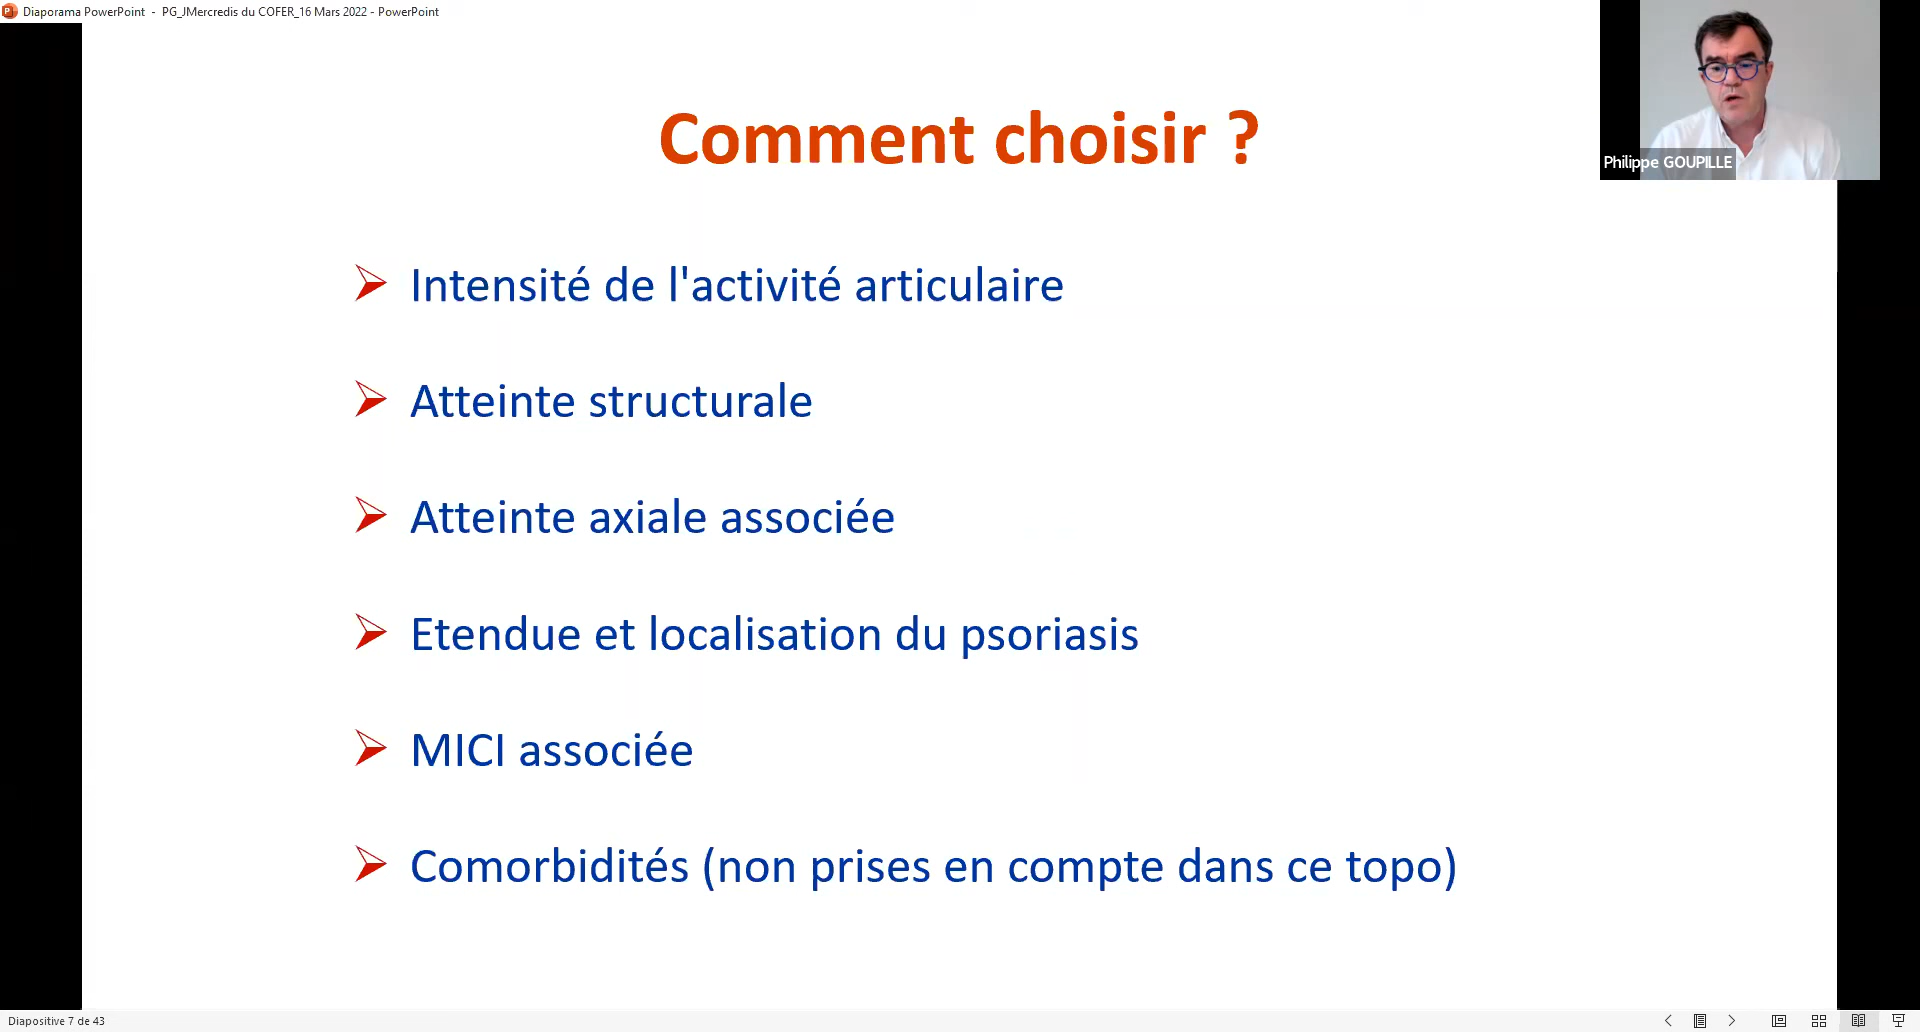 Diaporama PowerPoint - PG_JMercredis du COFER_16 Mars 2022 - PowerPoint
Philippe GOUPILLE
Comment choisir ?
Intensité de l'activité articulaire
Atteinte structurale
Atteinte axiale associée
Etendue et localisation du psoriasis
MICI associée
Comorbidités (non prises en compte dans ce topo)
Diapositive 7 de 43